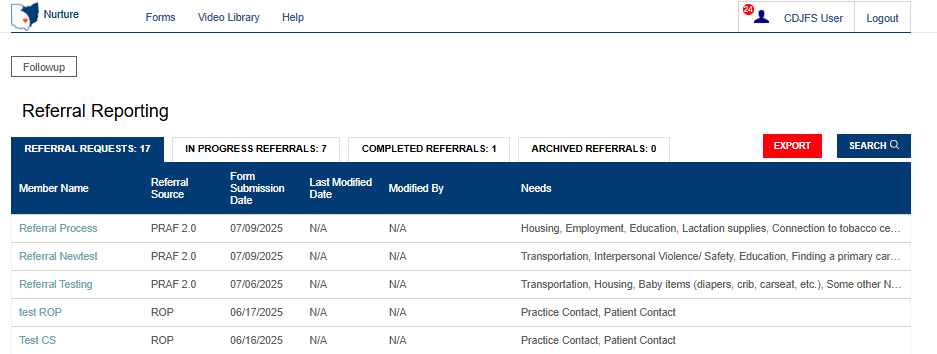 Nurture Forms Video Library Help 24 CDJFS User Logout
Followup
Referral Reporting
REFERRAL REQUESTS: 17 IN PROGRESS REFERRALS: 7 COMPLETED REFERRALS: 1 ARCHIVED REFERRALS: 0 EXPORT SEARCH
Member Name Referral Source Form Submission Date Last Modified Date Modified By Needs
Referral Process PRAF 2.0 07/09/2025 N/A N/A Housing, Employment, Education, Lactation supplies, Connection to tobacco ce...
Referral Newtest PRAF 2.0 07/09/2025 N/A N/A Transportation, Interpersonal Violence/ Safety, Education, Finding a primary car...
Referral Testing PRAF 2.0 07/06/2025 N/A N/A Transportation, Housing, Baby items (diapers, crib, carseat, etc.), Some other N...
test ROP ROP 06/17/2025 N/A N/A Practice Contact, Patient Contact
Test CS ROP 06/16/2025 N/A N/A Practice Contact, Patient Contact